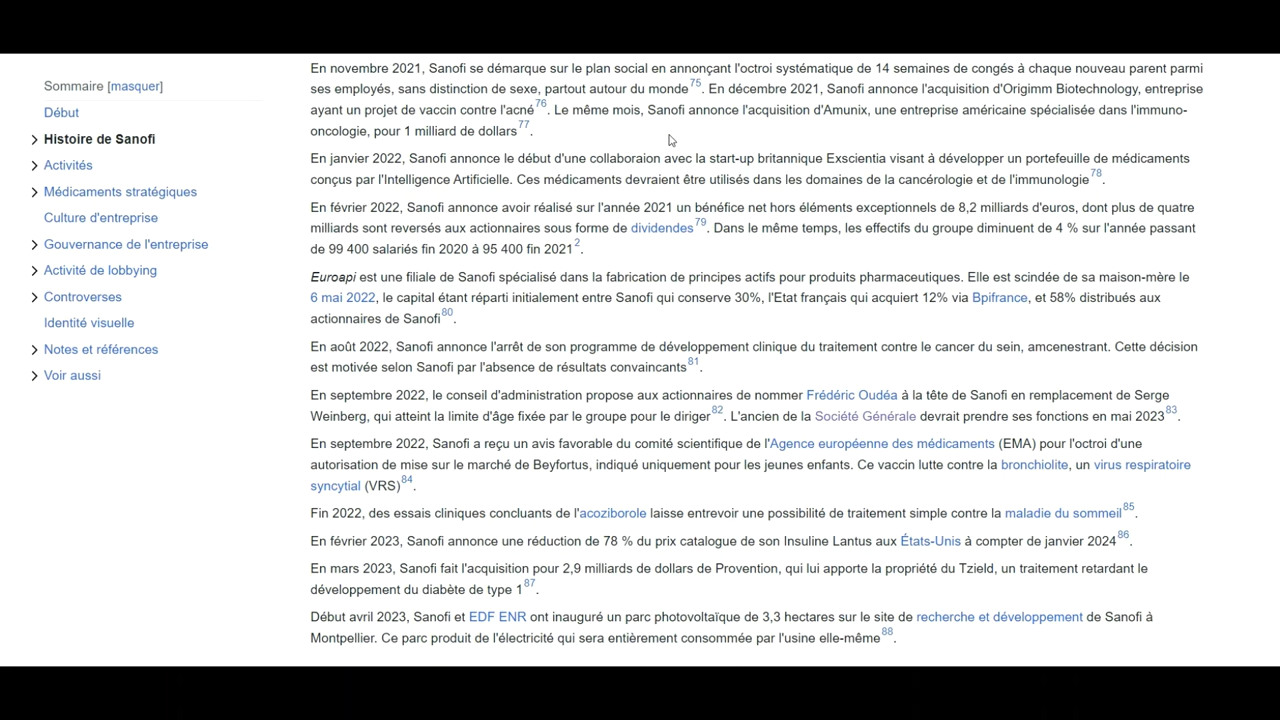 Sommaire [masquer]
Début
Histoire de Sanofi
Activités
Médicaments stratégiques
Culture d'entreprise
Gouvernance de l'entreprise
Activité de lobbying
Controverses
Identité visuelle
Notes et références
Voir aussi
En novembre 2021, Sanofi se démarque sur le plan social en annonçant l'octroi systématique de 14 semaines de congés à chaque nouveau parent parmi
ses employés, sans distinction de sexe, partout autour du monde75. En décembre 2021, Sanofi annonce l'acquisition d'Origimm Biotechnology, entreprise
ayant un projet de vaccin contre l'acné76. Le même mois, Sanofi annonce l'acquisition d'Amunix, une entreprise américaine spécialisée dans l'immuno-
oncologie, pour 1 milliard de dollars77.
En janvier 2022, Sanofi annonce le début d'une collaboraion avec la start-up britannique Exscientia visant à développer un portefeuille de médicaments
conçus par l'Intelligence Artificielle. Ces médicaments devraient être utilisés dans les domaines de la cancérologie et de l'immunologie78.
En février 2022, Sanofi annonce avoir réalisé sur l'année 2021 un bénéfice net hors éléments exceptionnels de 8,2 milliards d'euros, dont plus de quatre
milliards sont reversés aux actionnaires sous forme de dividendes79. Dans le même temps, les effectifs du groupe diminuent de 4 % sur l'année passant
de 99 400 salariés fin 2020 à 95 400 fin 20212.
Euroapi est une filiale de Sanofi spécialisé dans la fabrication de principes actifs pour produits pharmaceutiques. Elle est scindée de sa maison-mère le
6 mai 2022, le capital étant réparti initialement entre Sanofi qui conserve 30%, l'Etat français qui acquiert 12% via Bpifrance, et 58% distribués aux
actionnaires de Sanofi80.
En août 2022, Sanofi annonce l'arrêt de son programme de développement clinique du traitement contre le cancer du sein, amcenestrant. Cette décision
est motivée selon Sanofi par l'absence de résultats convaincants81.
En septembre 2022, le conseil d'administration propose aux actionnaires de nommer Frédéric Oudéa à la tête de Sanofi en remplacement de Serge
Weinberg, qui atteint la limite d'âge fixée par le groupe pour le diriger82. L'ancien de la Société Générale devrait prendre ses fonctions en mai 202383.
En septembre 2022, Sanofi a reçu un avis favorable du comité scientifique de l'Agence européenne des médicaments (EMA) pour l'octroi d'une
autorisation de mise sur le marché de Beyfortus, indiqué uniquement pour les jeunes enfants. Ce vaccin lutte contre la bronchiolite, un virus respiratoire
syncytial (VRS)84.
Fin 2022, des essais cliniques concluants de l'acoziborole laisse entrevoir une possibilité de traitement simple contre la maladie du sommeil85.
En février 2023, Sanofi annonce une réduction de 78 % du prix catalogue de son Insuline Lantus aux États-Unis à compter de janvier 202486.
En mars 2023, Sanofi fait l'acquisition pour 2,9 milliards de dollars de Provention, qui lui apporte la propriété du Tzield, un traitement retardant le
développement du diabète de type 187.
Début avril 2023, Sanofi et EDF ENR ont inauguré un parc photovoltaïque de 3,3 hectares sur le site de recherche et développement de Sanofi à
Montpellier. Ce parc produit de l'électricité qui sera entièrement consommée par l'usine elle-même88.